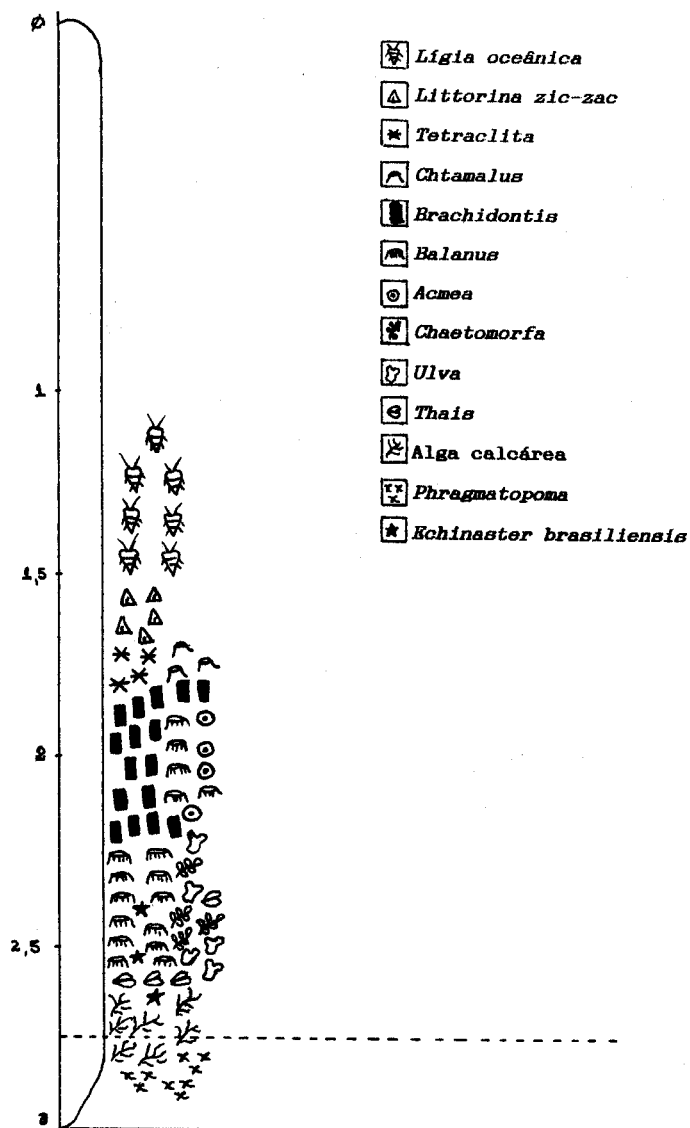 Ø
Lígia oceânica
Littorina zic-zac
Tetraclita
Chtamalus
Brachidontis
Balanus
Acmea
Chaetomorfa
Ulva
Thais
Alga calcárea
Phragmatopoma
Echinaster brasiliensis
1
1,5
2
2,5
3